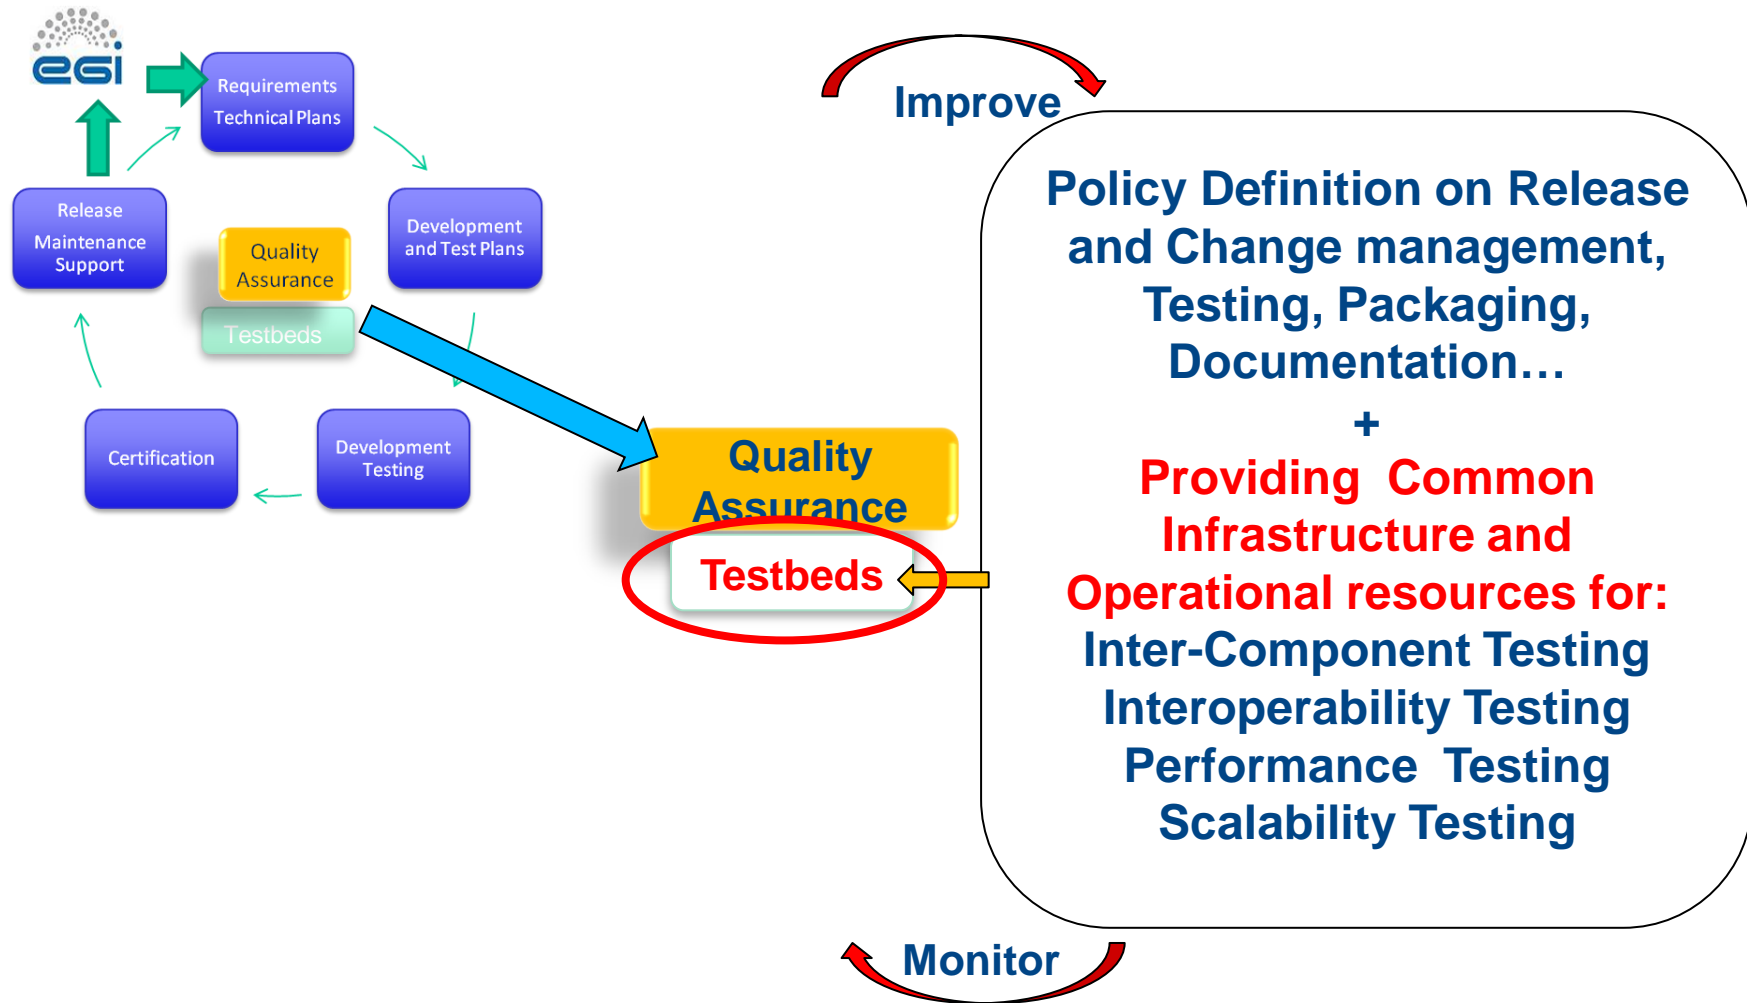 egi
Requirements
Technical Plans
Release
Maintenance
Support
Quality
Assurance
Testbeds
Development
and Test Plans
Certification
Development
Testing
Improve
Policy Definition on Release
and Change management,
Testing, Packaging,
Documentation…
+
Providing Common
Infrastructure and
Operational resources for:
Inter-Component Testing
Interoperability Testing
Performance Testing
Scalability Testing
Quality
Assurance
Testbeds
Monitor